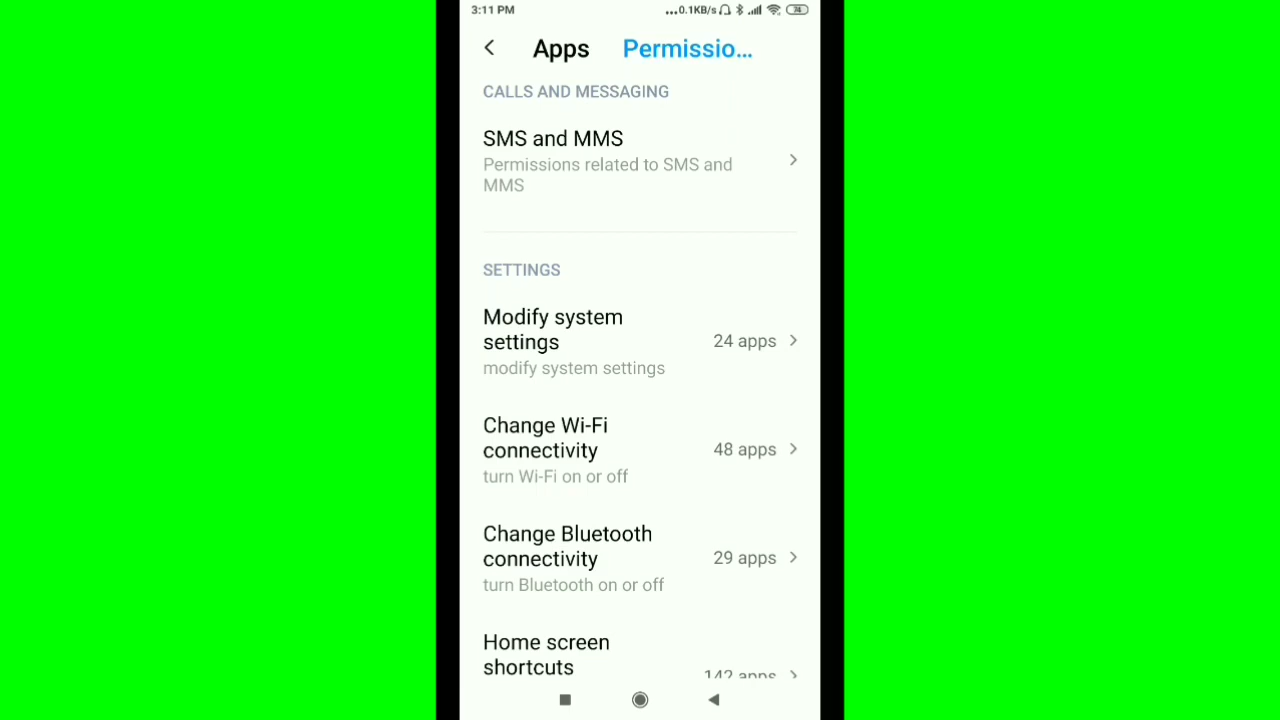 3:11 PM ...0.1KB/s 74
Apps Permissio...
CALLS AND MESSAGING
SMS and MMS
Permissions related to SMS and
MMS
SETTINGS
Modify system
settings
24 apps
modify system settings
Change Wi-Fi
connectivity
48 apps
turn Wi-Fi on or off
Change Bluetooth
connectivity
29 apps
turn Bluetooth on or off
Home screen
shortcuts
142 apps